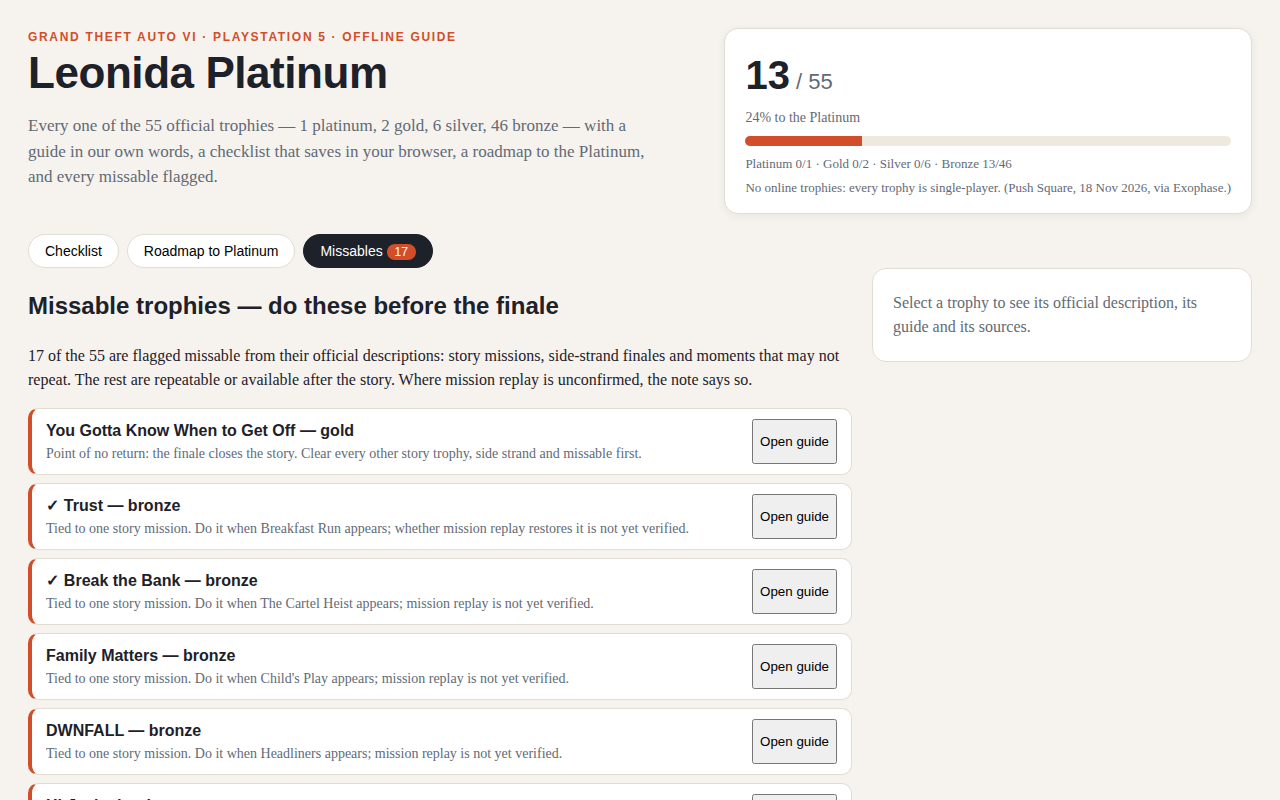 GRAND THEFT AUTO VI · PLAYSTATION 5 · OFFLINE GUIDE
Leonida Platinum
Every one of the 55 official trophies — 1 platinum, 2 gold, 6 silver, 46 bronze — with a
guide in our own words, a checklist that saves in your browser, a roadmap to the Platinum,
and every missable flagged.
13 / 55
24% to the Platinum
Platinum 0/1 · Gold 0/2 · Silver 0/6 · Bronze 13/46
No online trophies: every trophy is single-player. (Push Square, 18 Nov 2026, via Exophase.)
Checklist
Roadmap to Platinum
Missables 17
Missable trophies — do these before the finale
17 of the 55 are flagged missable from their official descriptions: story missions, side-strand finales and moments that may not
repeat. The rest are repeatable or available after the story. Where mission replay is unconfirmed, the note says so.
Select a trophy to see its official description, its
guide and its sources.
You Gotta Know When to Get Off — gold
Point of no return: the finale closes the story. Clear every other story trophy, side strand and missable first.
Open guide
✓ Trust — bronze
Tied to one story mission. Do it when Breakfast Run appears; whether mission replay restores it is not yet verified.
Open guide
✓ Break the Bank — bronze
Tied to one story mission. Do it when The Cartel Heist appears; mission replay is not yet verified.
Open guide
Family Matters — bronze
Tied to one story mission. Do it when Child's Play appears; mission replay is not yet verified.
Open guide
DWNFALL — bronze
Tied to one story mission. Do it when Headliners appears; mission replay is not yet verified.
Open guide